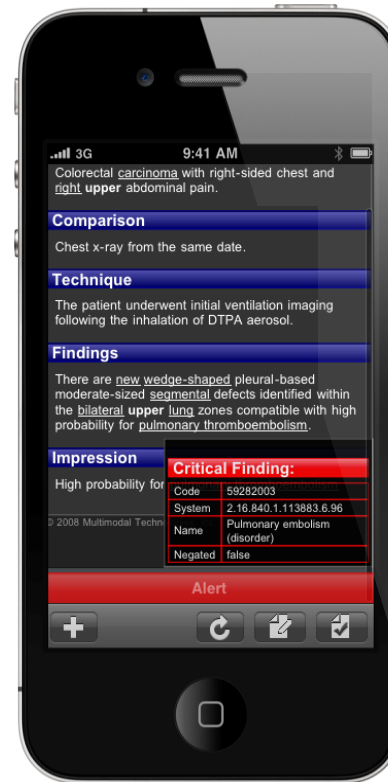 3G 9:41 AM
Colorectal carcinoma with right-sided chest and
right upper abdominal pain.
Comparison
Chest x-ray from the same date.
Technique
The patient underwent initial ventilation imaging
following the inhalation of DTPA aerosol.
Findings
There are new wedge-shaped pleural-based
moderate-sized segmental defects identified within
the bilateral upper lung zones compatible with high
probability for pulmonary thromboembolism.
Impression
High probability for
© 2008 Multimodal
Critical Finding:
Code 59282003
System 2.16.840.1.113883.6.96
Name Pulmonary embolism
(disorder)
Negated false
Alert